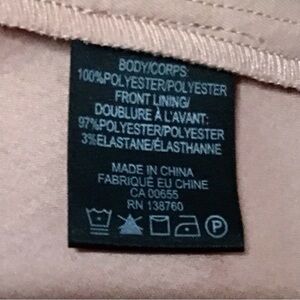 BODY/CORPS:
100%POLYESTER/POLYESTER
FRONT LINING/
DOUBLURE À L'AVANT:
97%POLYESTER/POLYESTER
3%ELASTANE/ÉLASTHANNE
MADE IN CHINA
FABRIQUÉ EU CHINE
CA 00655
RN 138760
P